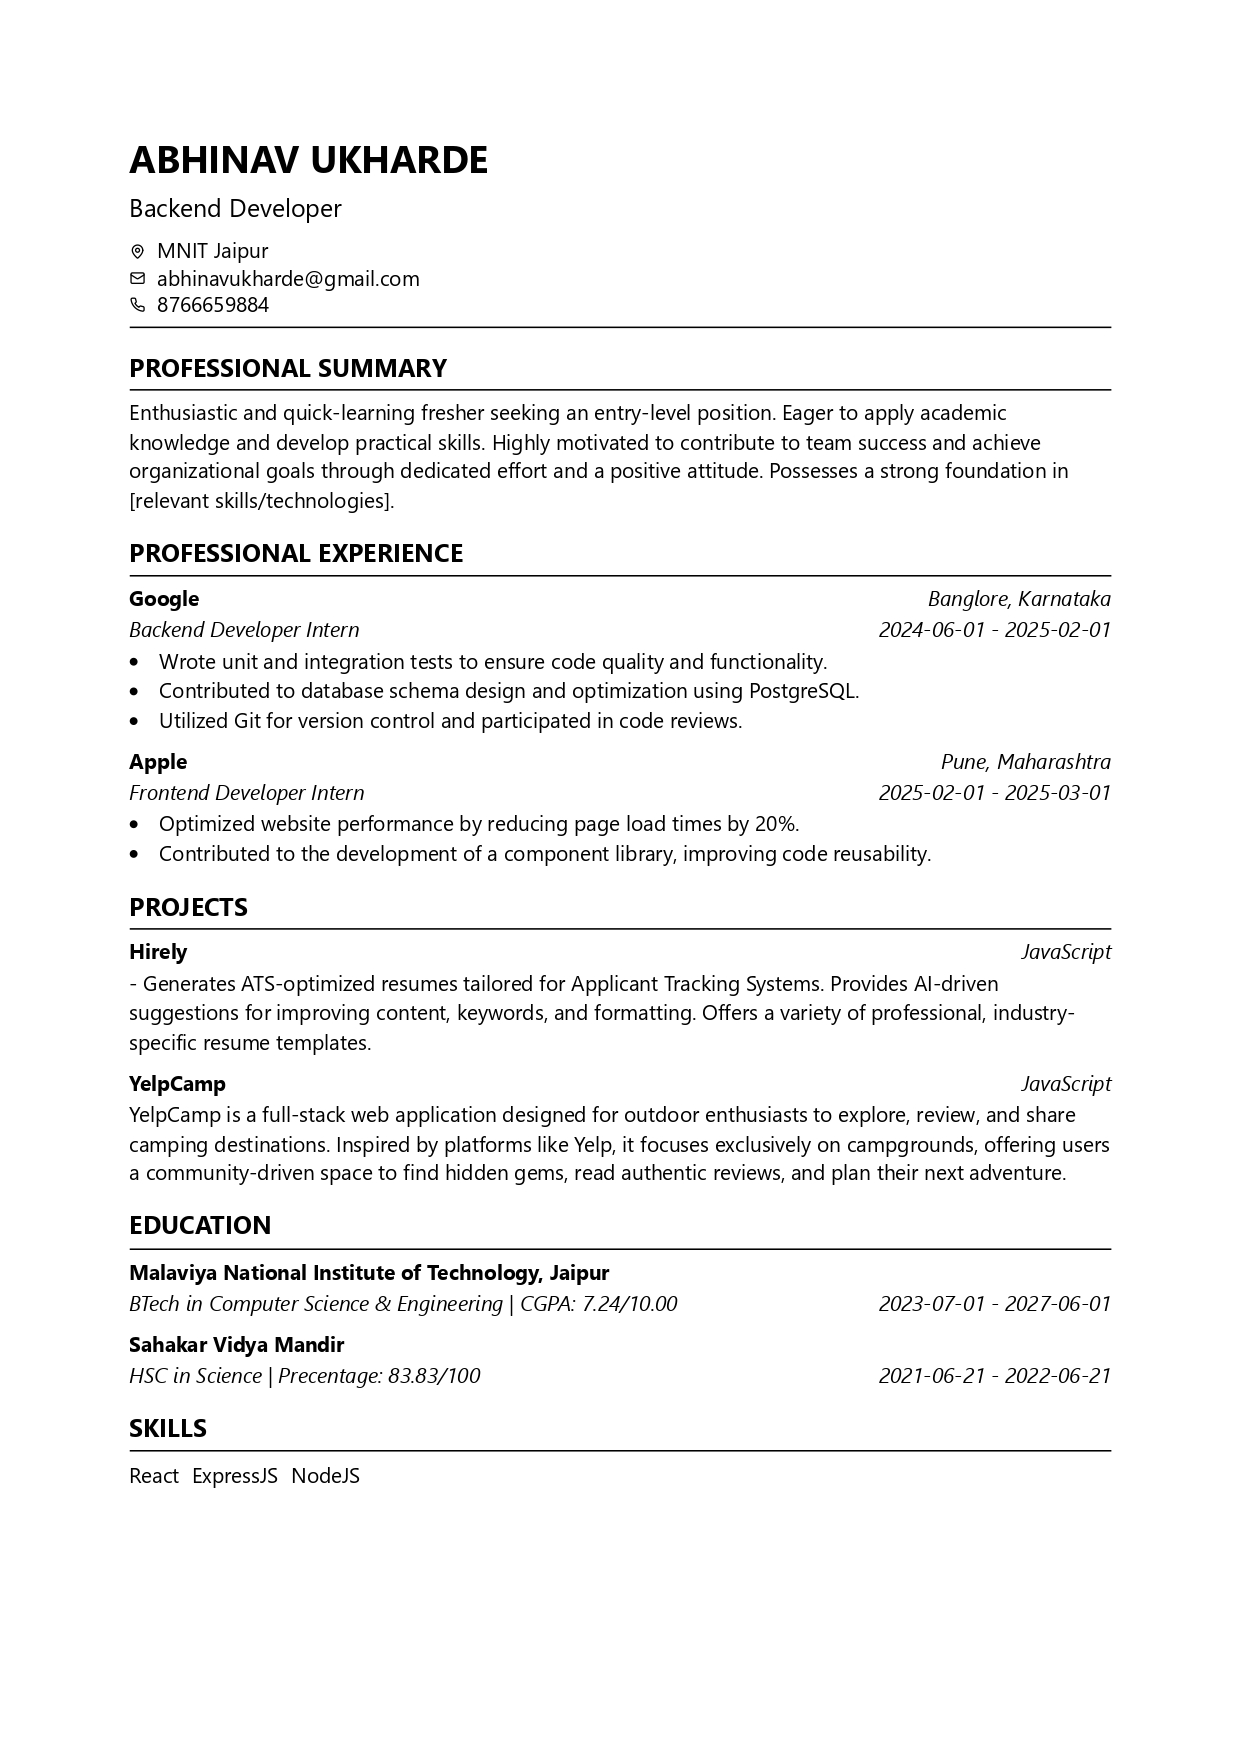 ABHINAV UKHARDE
Backend Developer
MNIT Jaipur
abhinavukharde@gmail.com
8766659884
PROFESSIONAL SUMMARY
Enthusiastic and quick-learning fresher seeking an entry-level position. Eager to apply academic
knowledge and develop practical skills. Highly motivated to contribute to team success and achieve
organizational goals through dedicated effort and a positive attitude. Possesses a strong foundation in
[relevant skills/technologies].
PROFESSIONAL EXPERIENCE
Google Banglore, Karnataka
Backend Developer Intern 2024-06-01 - 2025-02-01
• Wrote unit and integration tests to ensure code quality and functionality.
• Contributed to database schema design and optimization using PostgreSQL.
• Utilized Git for version control and participated in code reviews.
Apple Pune, Maharashtra
Frontend Developer Intern 2025-02-01 - 2025-03-01
• Optimized website performance by reducing page load times by 20%.
• Contributed to the development of a component library, improving code reusability.
PROJECTS
Hirely JavaScript
- Generates ATS-optimized resumes tailored for Applicant Tracking Systems. Provides AI-driven
suggestions for improving content, keywords, and formatting. Offers a variety of professional, industry-
specific resume templates.
YelpCamp JavaScript
YelpCamp is a full-stack web application designed for outdoor enthusiasts to explore, review, and share
camping destinations. Inspired by platforms like Yelp, it focuses exclusively on campgrounds, offering users
a community-driven space to find hidden gems, read authentic reviews, and plan their next adventure.
EDUCATION
Malaviya National Institute of Technology, Jaipur
BTech in Computer Science & Engineering | CGPA: 7.24/10.00 2023-07-01 - 2027-06-01
Sahakar Vidya Mandir
HSC in Science | Precentage: 83.83/100 2021-06-21 - 2022-06-21
SKILLS
React ExpressJS NodeJS